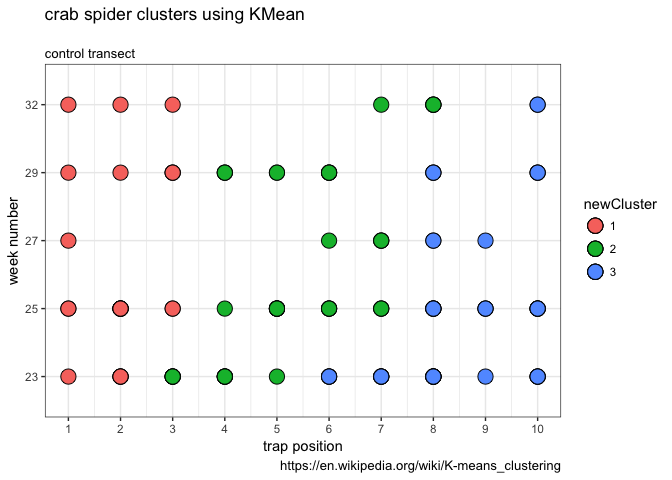 crab spider clusters using KMean
control transect
32
29
27
25
23
week number
1 2 3 4 5 6 7 8 9 10
trap position
newCluster
1
2
3
https://en.wikipedia.org/wiki/K-means_clustering